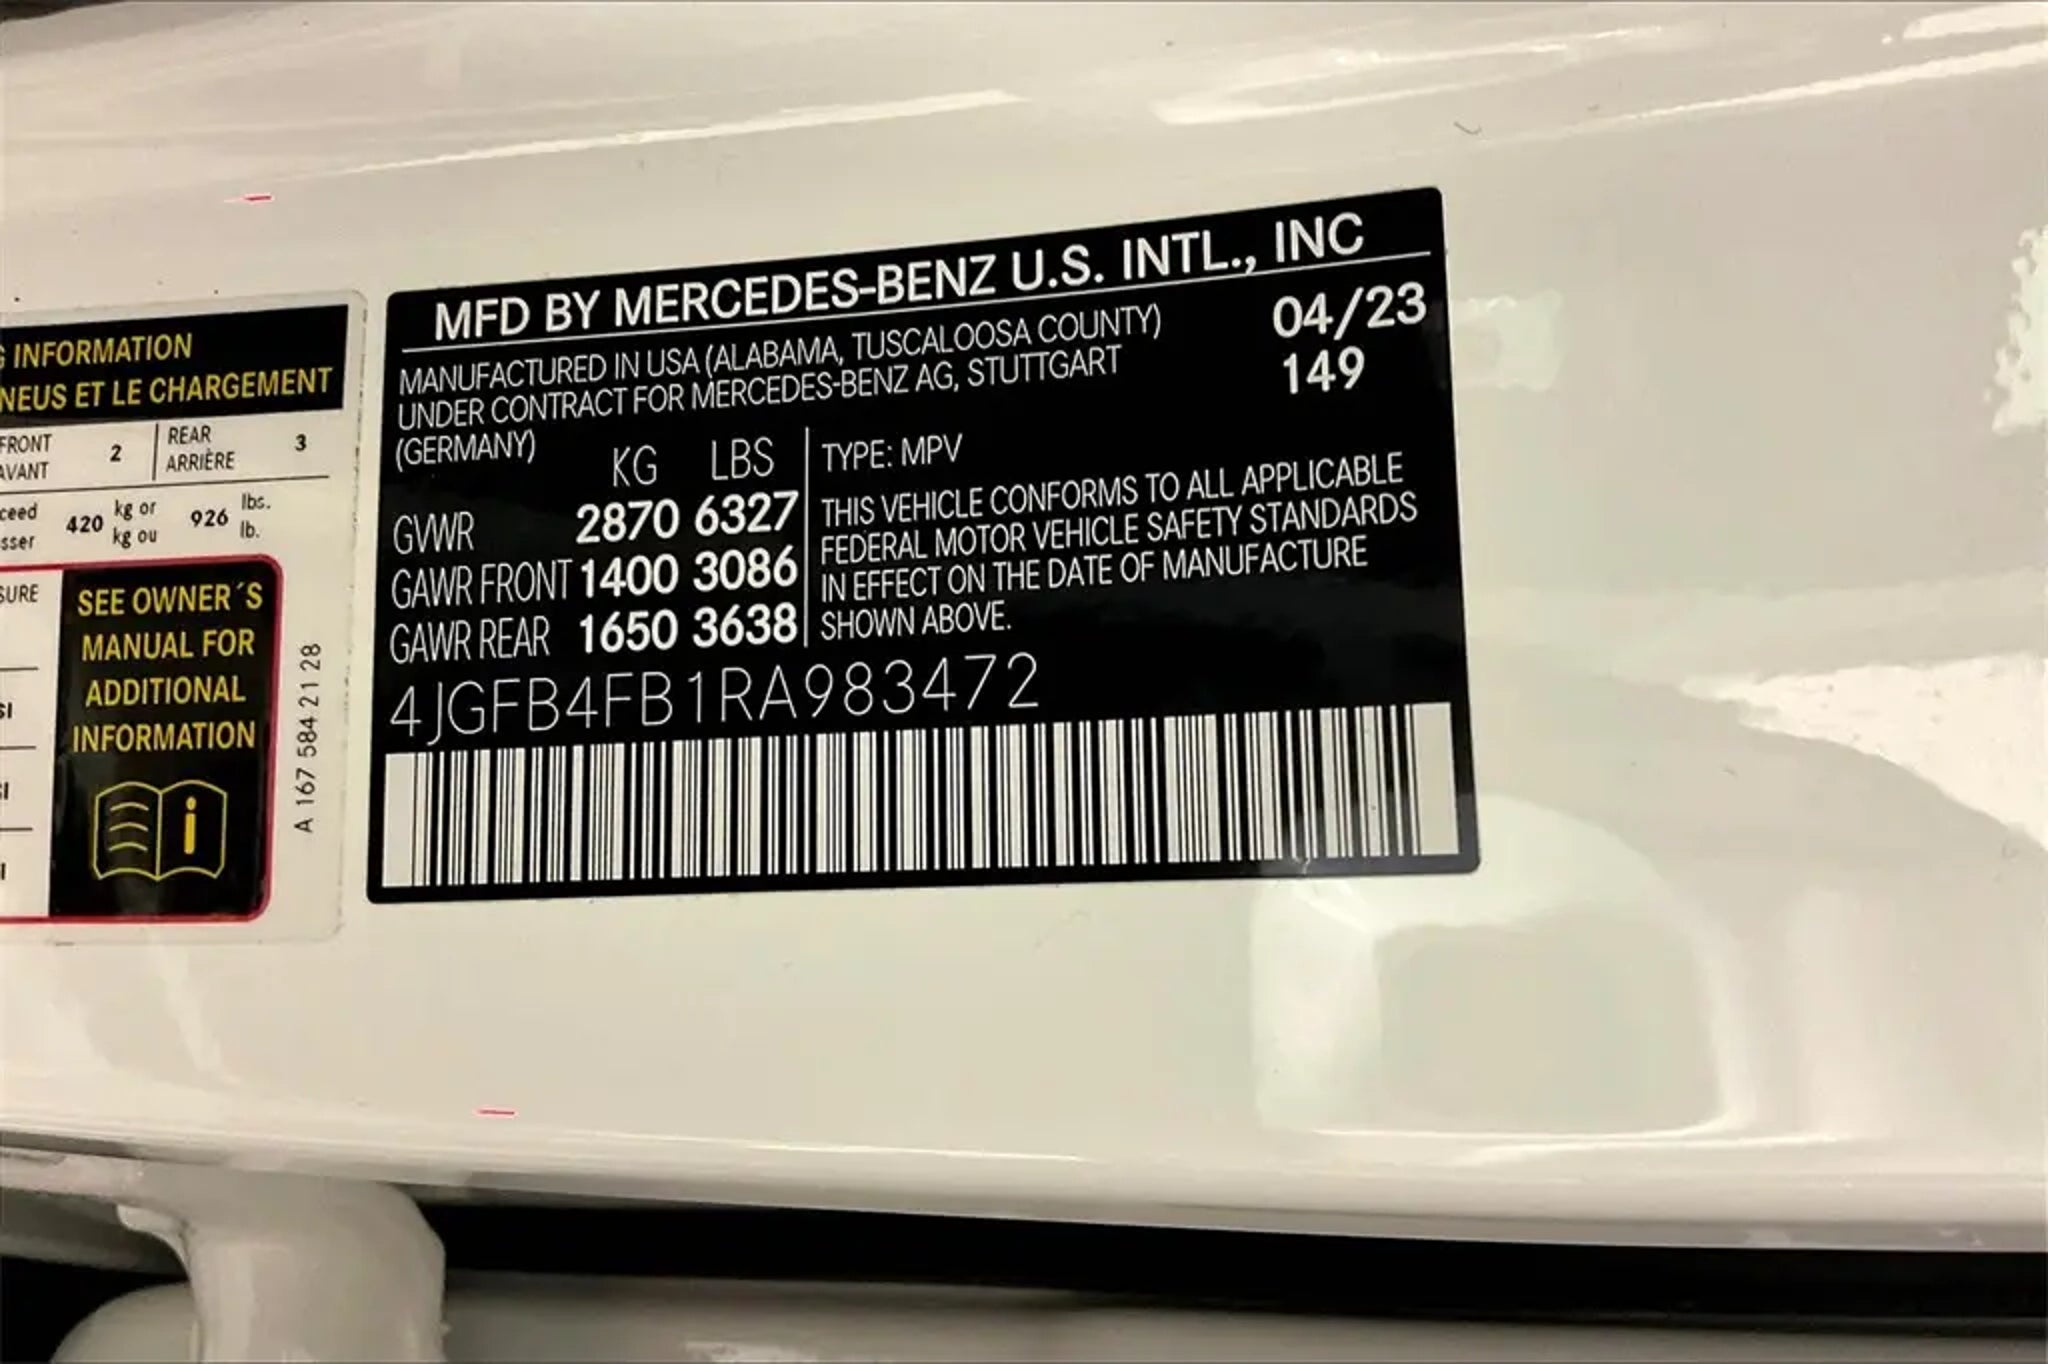 G INFORMATION
NEUS ET LE CHARGEMENT
FRONT 2 REAR 3
AVANT ARRIÈRE
ceed 420 kg or 926 lbs.
sser kg ou lb.
SURE
SEE OWNER´S
MANUAL FOR
ADDITIONAL
INFORMATION
SI
SI
I
i
A 167 584 21 28
MFD BY MERCEDES-BENZ U.S. INTL., INC
MANUFACTURED IN USA (ALABAMA, TUSCALOOSA COUNTY) 04/23
UNDER CONTRACT FOR MERCEDES-BENZ AG, STUTTGART 149
(GERMANY)
KG LBS
GVWR 2870 6327
GAWR FRONT 1400 3086
GAWR REAR 1650 3638
TYPE: MPV
THIS VEHICLE CONFORMS TO ALL APPLICABLE
FEDERAL MOTOR VEHICLE SAFETY STANDARDS
IN EFFECT ON THE DATE OF MANUFACTURE
SHOWN ABOVE.
4JGFB4FB1RA983472